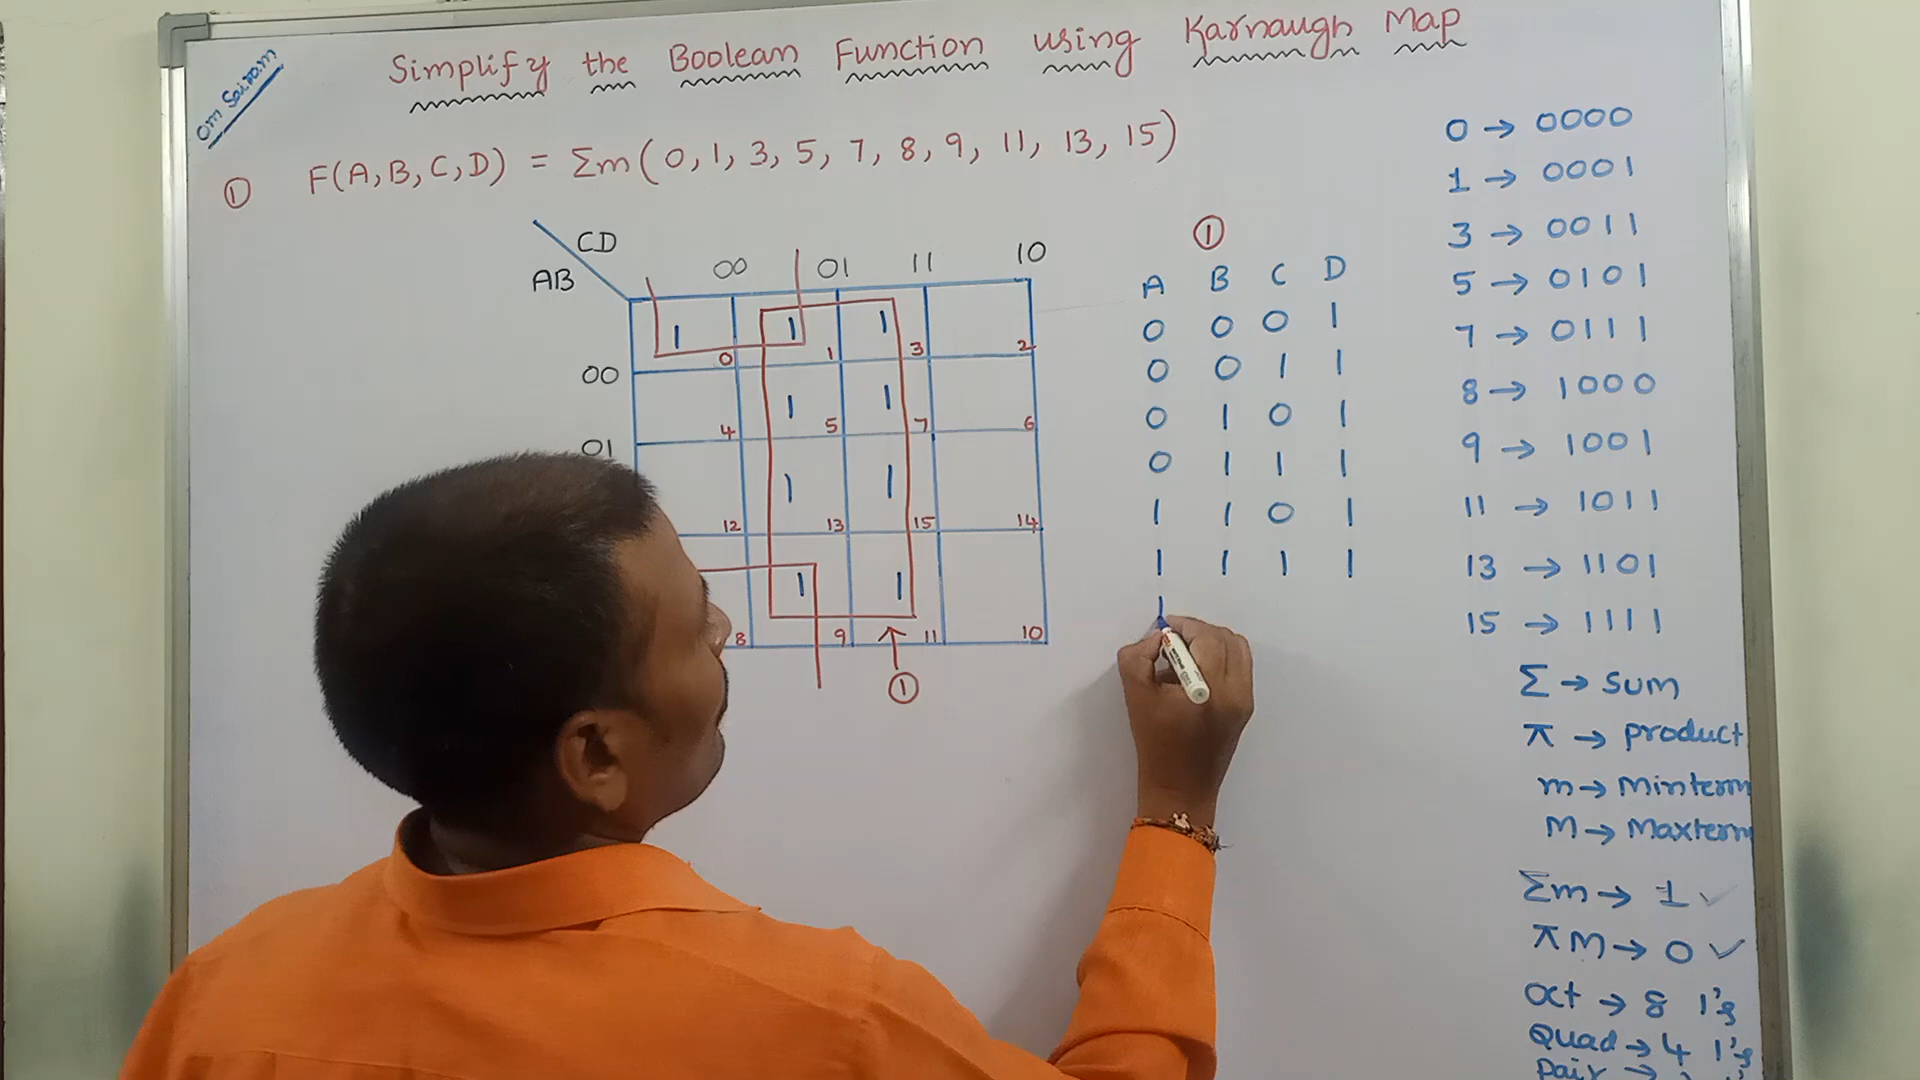 Om Sairam
Simplify the Boolean Function using Karnaugh Map
① F(A,B,C,D) = Σm(0,1,3,5,7,8,9,11,13,15)
CD
AB
00 01 11 10
1 1 1
0 1 3 2
00
1 1
4 5 7 6
01
1 1
12 13 15 14
1 1
8 9 11 10
①
①
A B C D
0 0 0 1
0 0 1 1
0 1 0 1
0 1 1 1
1 1 0 1
1 1 1 1
1
0 → 0000
1 → 0001
3 → 0011
5 → 0101
7 → 0111
8 → 1000
9 → 1001
11 → 1011
13 → 1101
15 → 1111
Σ → sum
π → product
m → Minterm
M → Maxterm
Σm → 1 ✓
πM → 0 ✓
Oct → 8 1's
Quad → 4 1's
Pair →